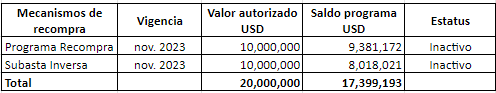 Mecanismos de recompra Vigencia Valor autorizado USD Saldo programa USD Estatus
Programa Recompra nov. 2023 10,000,000 9,381,172 Inactivo
Subasta Inversa nov. 2023 10,000,000 8,018,021 Inactivo
Total 20,000,000 17,399,193